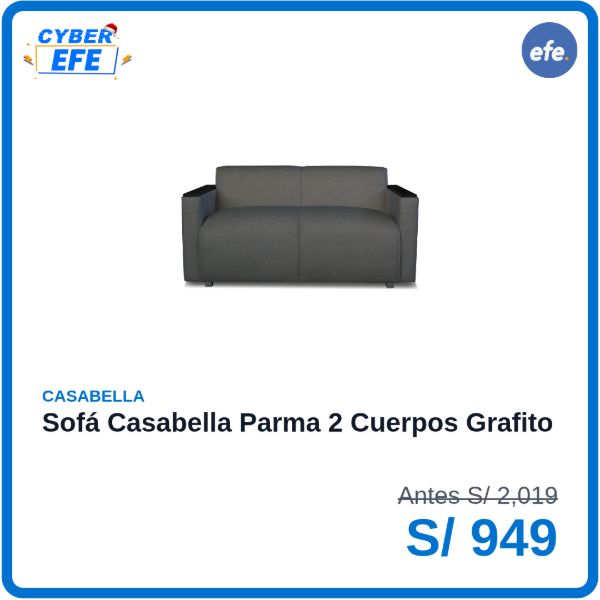 CYBER
EFE
efe.
CASABELLA
Sofá Casabella Parma 2 Cuerpos Grafito
Antes S/ 2,019
S/ 949